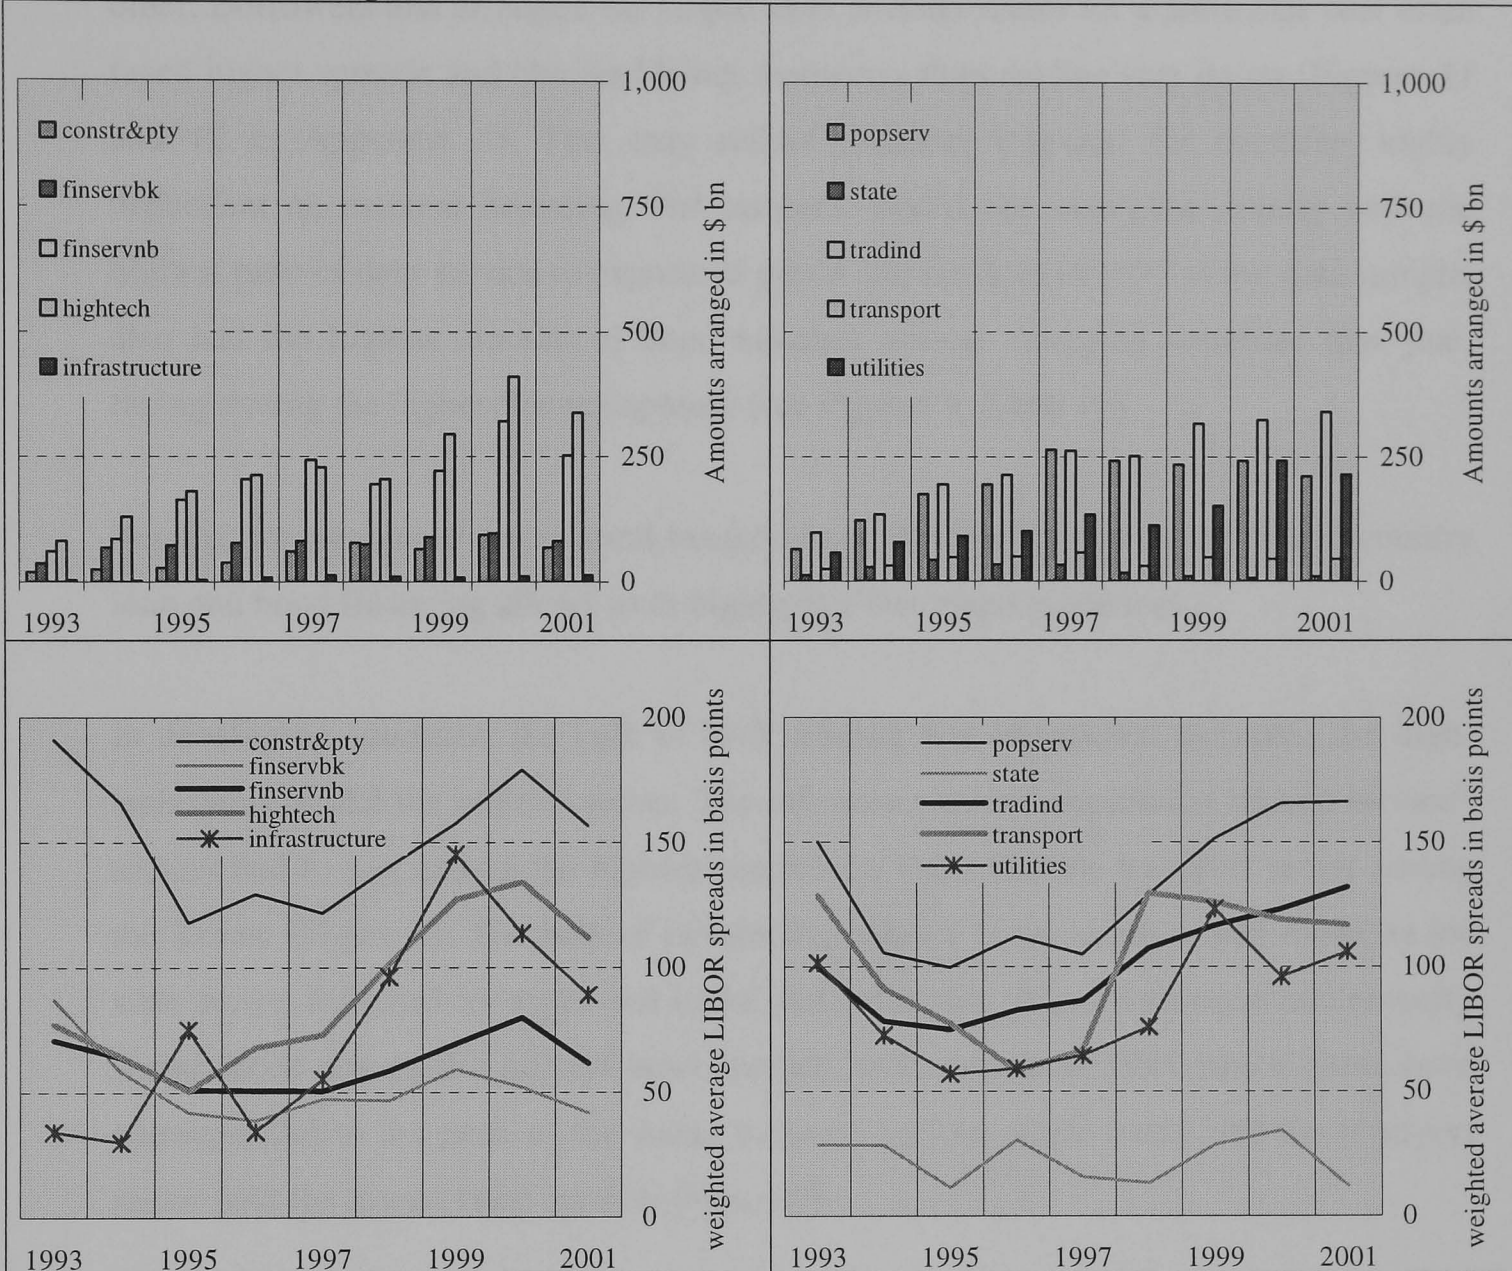 1,000
constr&pty
finservbk
750
finservnb
hightech
500
infrastructure
250
0
Amounts arranged in $ bn
1993 1995 1997 1999 2001
1,000
popserv
state
750
tradind
transport
500
utilities
250
0
Amounts arranged in $ bn
1993 1995 1997 1999 2001
200
constr&pty
finservbk
finservnb
hightech
infrastructure
150
100
50
0
weighted average LIBOR spreads in basis points
1993 1995 1997 1999 2001
200
popserv
state
tradind
transport
utilities
150
100
50
0
weighted average LIBOR spreads in basis points
1993 1995 1997 1999 2001